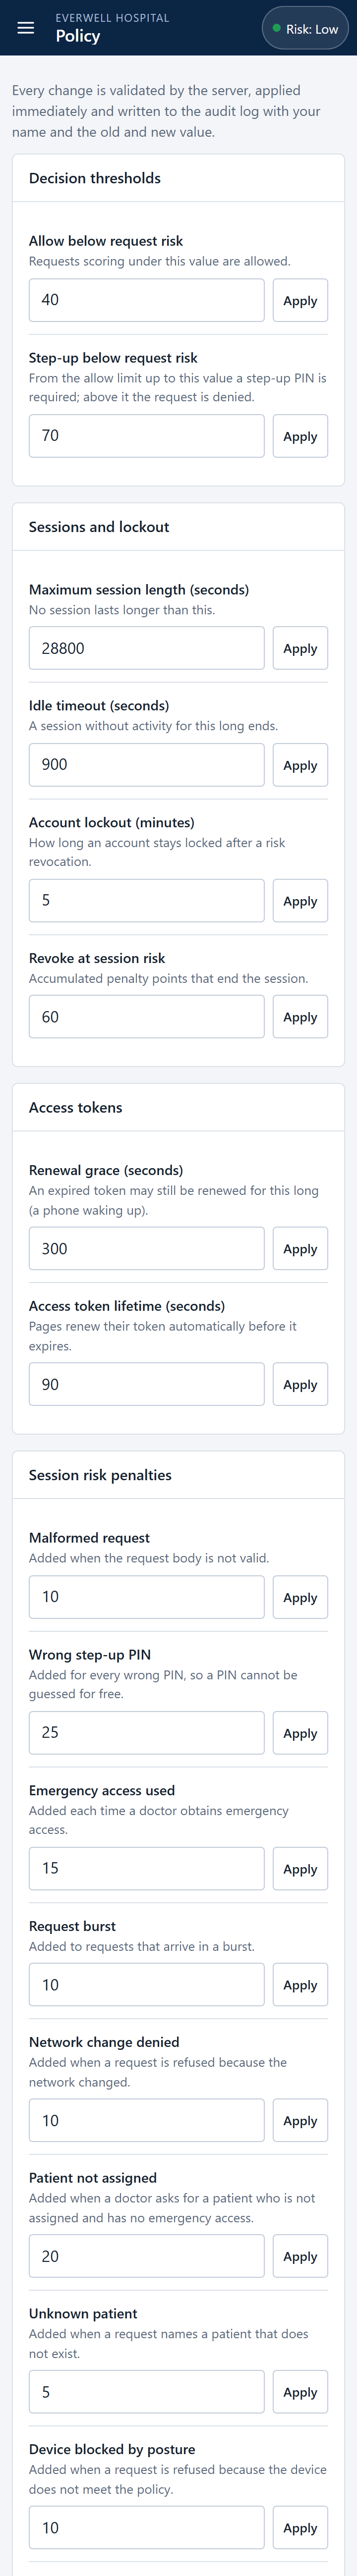 EVERWELL HOSPITAL
Policy
Risk: Low
Every change is validated by the server, applied
immediately and written to the audit log with your
name and the old and new value.
Decision thresholds
Allow below request risk
Requests scoring under this value are allowed.
40
Apply
Step-up below request risk
From the allow limit up to this value a step-up PIN is
required; above it the request is denied.
70
Apply
Sessions and lockout
Maximum session length (seconds)
No session lasts longer than this.
28800
Apply
Idle timeout (seconds)
A session without activity for this long ends.
900
Apply
Account lockout (minutes)
How long an account stays locked after a risk
revocation.
5
Apply
Revoke at session risk
Accumulated penalty points that end the session.
60
Apply
Access tokens
Renewal grace (seconds)
An expired token may still be renewed for this long
(a phone waking up).
300
Apply
Access token lifetime (seconds)
Pages renew their token automatically before it
expires.
90
Apply
Session risk penalties
Malformed request
Added when the request body is not valid.
10
Apply
Wrong step-up PIN
Added for every wrong PIN, so a PIN cannot be
guessed for free.
25
Apply
Emergency access used
Added each time a doctor obtains emergency
access.
15
Apply
Request burst
Added to requests that arrive in a burst.
10
Apply
Network change denied
Added when a request is refused because the
network changed.
10
Apply
Patient not assigned
Added when a doctor asks for a patient who is not
assigned and has no emergency access.
20
Apply
Unknown patient
Added when a request names a patient that does
not exist.
5
Apply
Device blocked by posture
Added when a request is refused because the device
does not meet the policy.
10
Apply